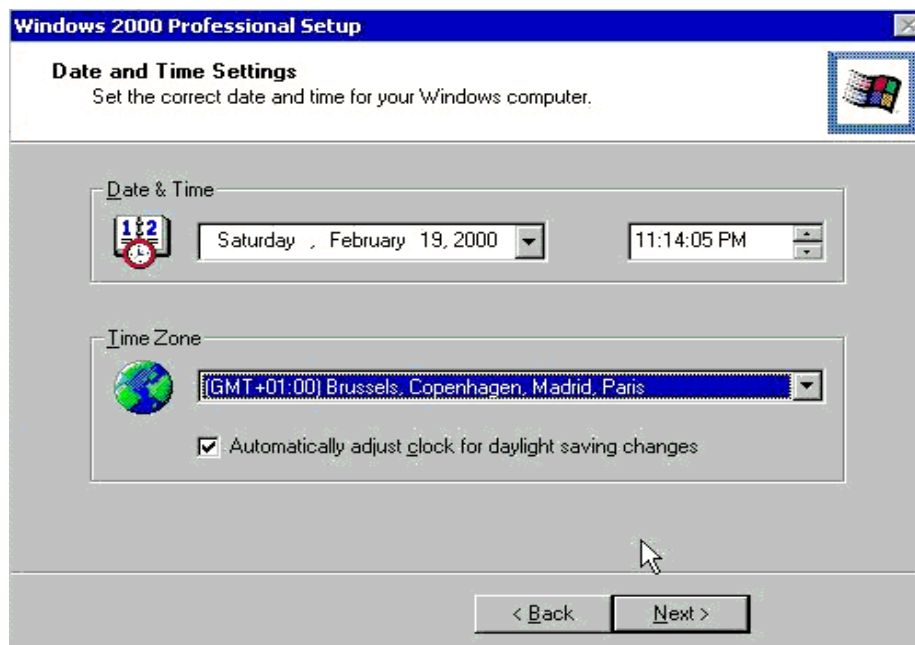 Windows 2000 Professional Setup
Date and Time Settings
Set the correct date and time for your Windows computer.
Date & Time
12
Saturday , February 19, 2000 11:14:05 PM
Time Zone
(GMT+01:00) Brussels, Copenhagen, Madrid, Paris
Automatically adjust clock for daylight saving changes
< Back Next >